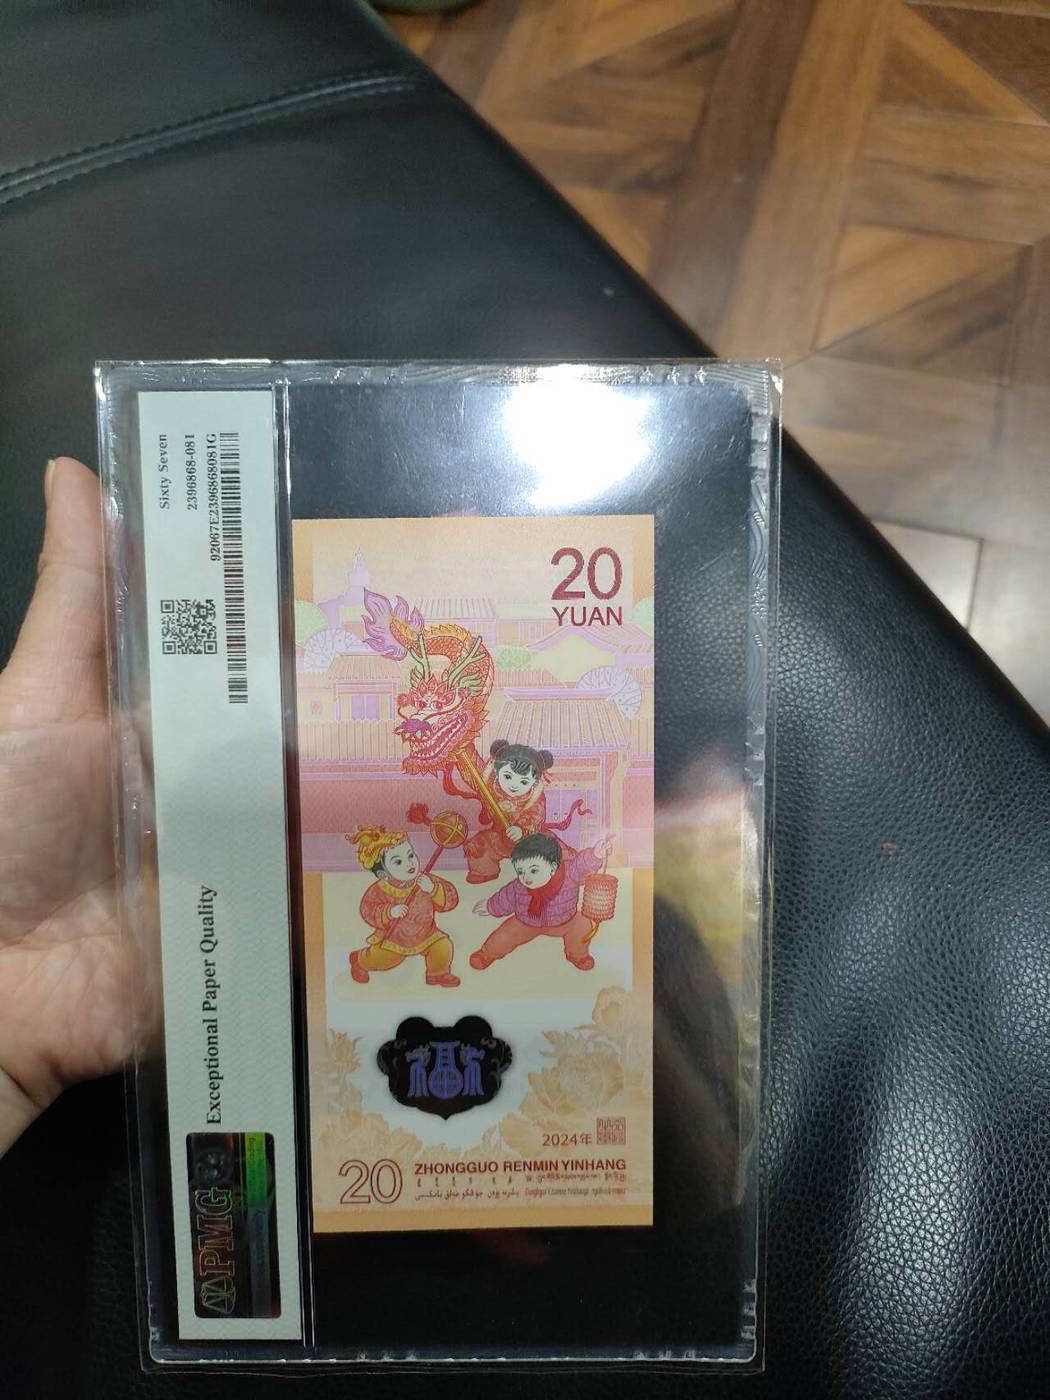 Sixty Seven
2396868-081
92067E2396868081G
Exceptional Paper Quality
PMG
20
YUAN
2024年
20
ZHONGGUO RENMIN YINHANG